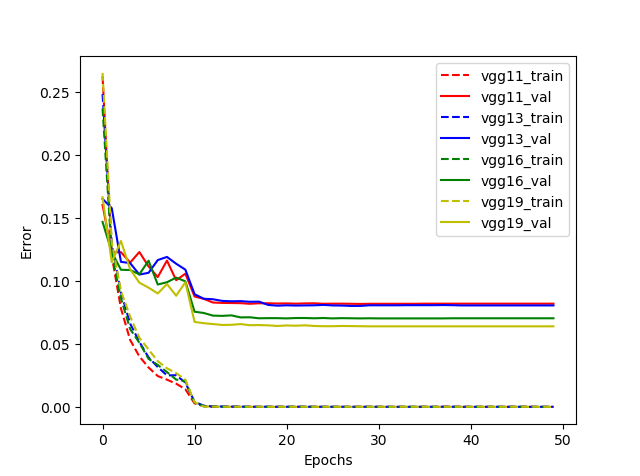 vgg11_train
vgg11_val
vgg13_train
vgg13_val
vgg16_train
vgg16_val
vgg19_train
vgg19_val
0.25
0.20
0.15
0.10
0.05
0.00
Error
0 10 20 30 40 50
Epochs